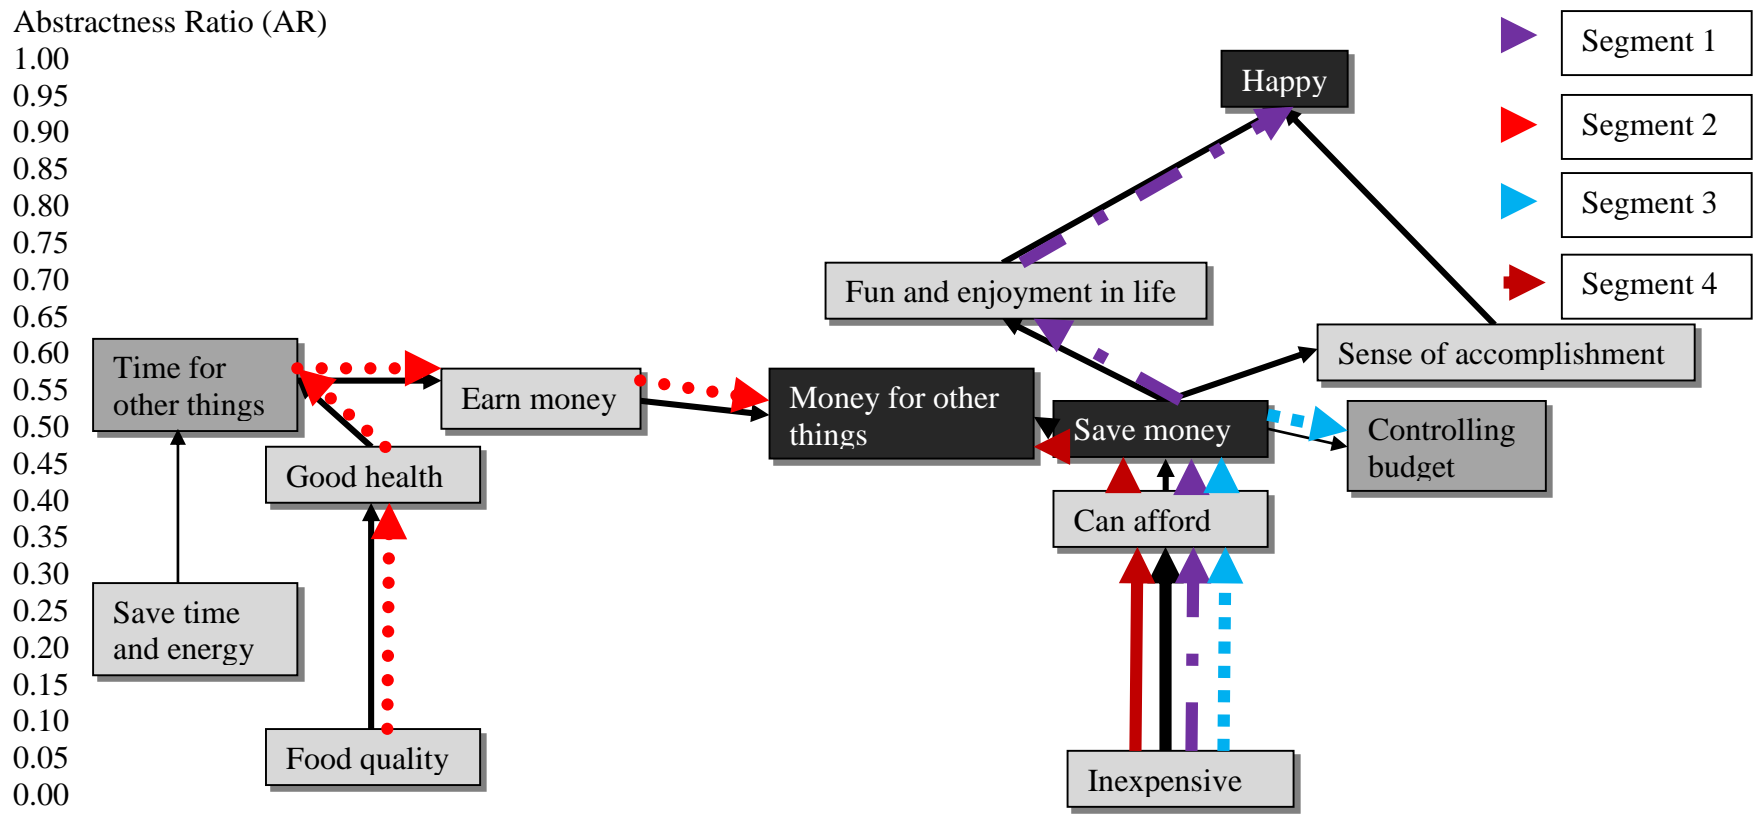 Abstractness Ratio (AR)
1.00
0.95
0.90
0.85
0.80
0.75
0.70
0.65
0.60
0.55
0.50
0.45
0.40
0.35
0.30
0.25
0.20
0.15
0.10
0.05
0.00
Happy
Segment 1
Segment 2
Segment 3
Segment 4
Fun and enjoyment in life
Sense of accomplishment
Time for
other things
Earn money
Money for other
things
Save money
Controlling
budget
Good health
Can afford
Save time
and energy
Food quality
Inexpensive